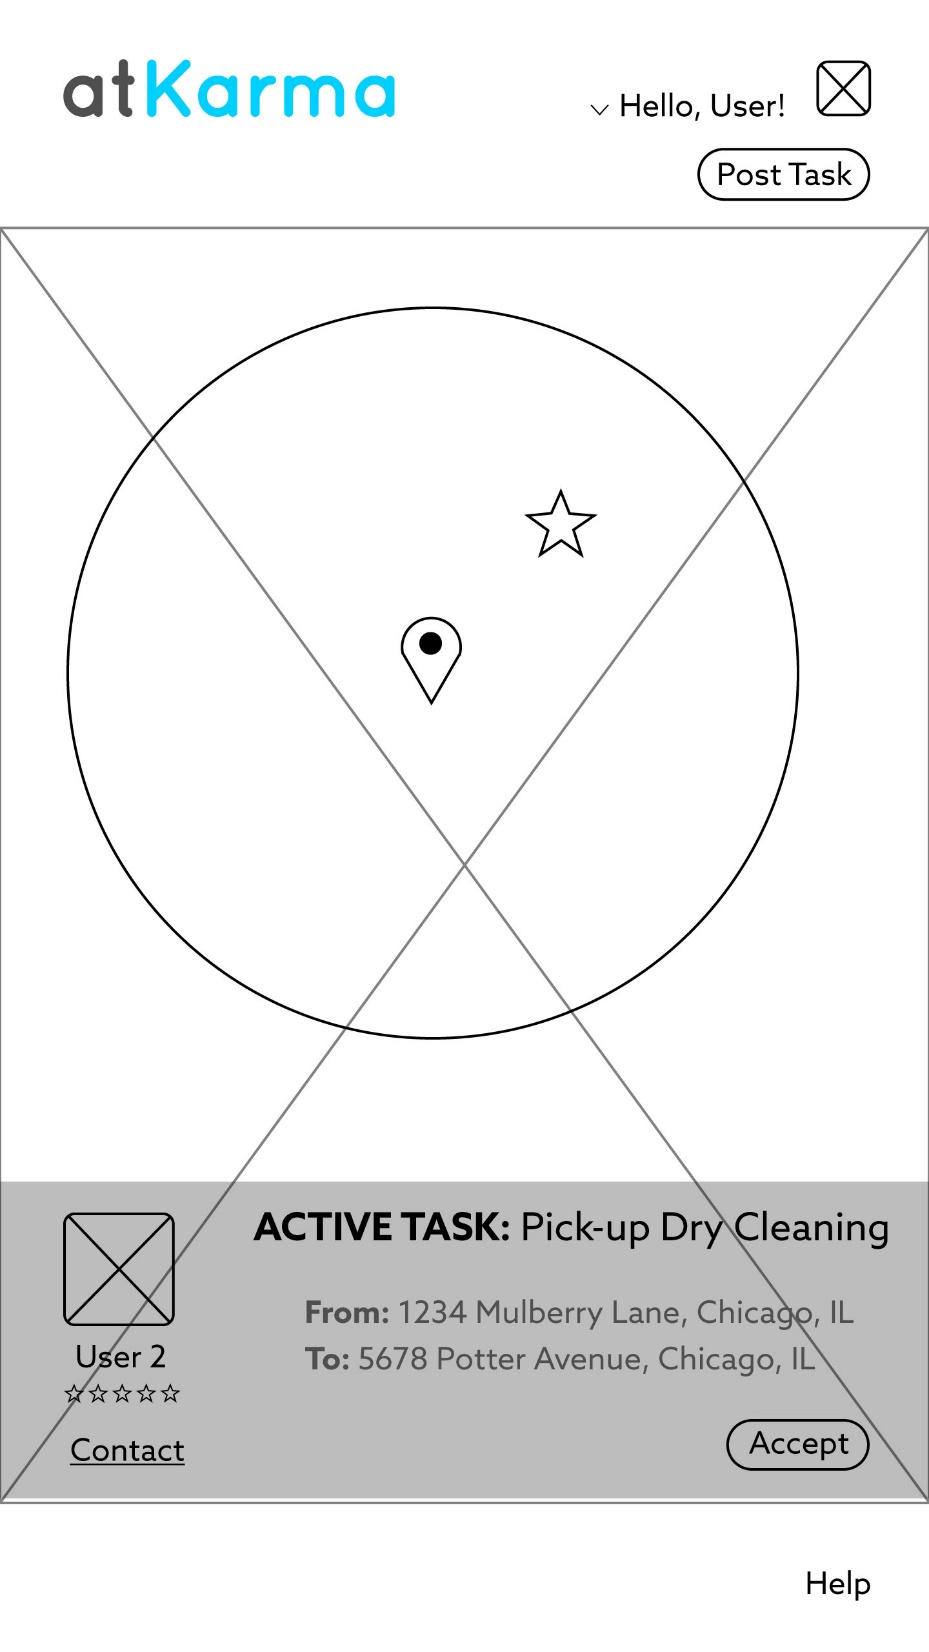 atKarma
Hello, User!
Post Task
ACTIVE TASK: Pick-up Dry Cleaning
From: 1234 Mulberry Lane, Chicago, IL
To: 5678 Potter Avenue, Chicago, IL
User 2
Contact
Accept
Help